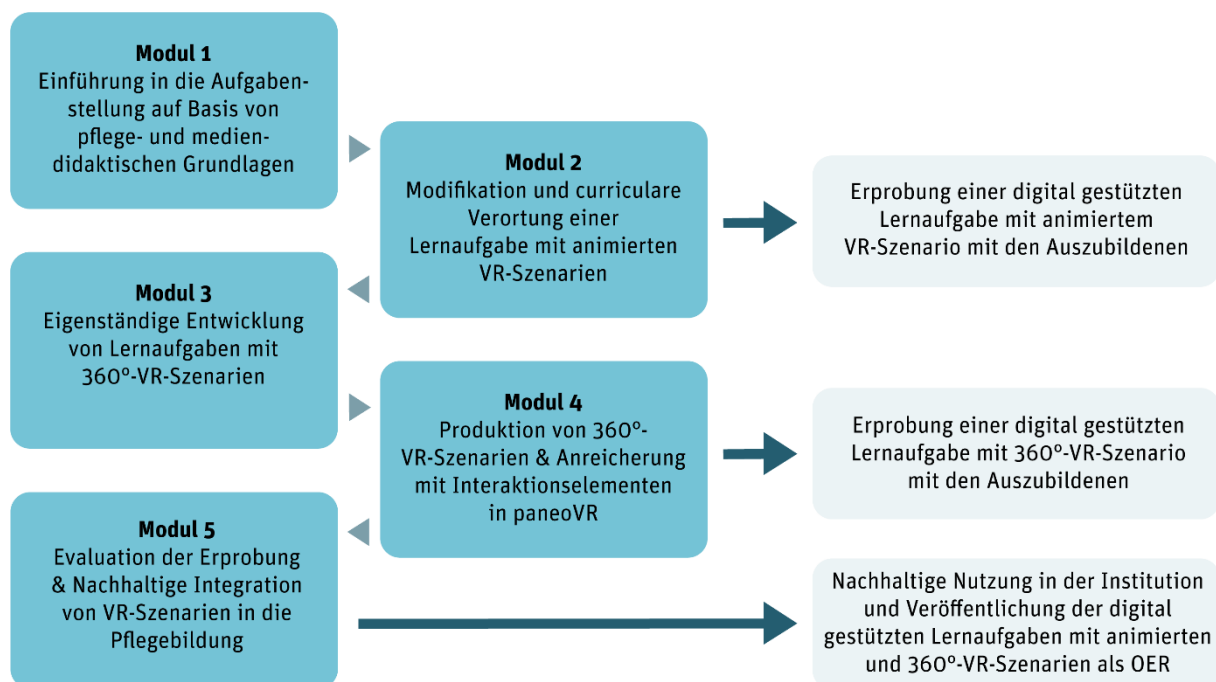 Modul 1
Einführung in die Aufgaben-
stellung auf Basis von
pflege- und medien-
didaktischen Grundlagen
Modul 2
Modifikation und curriculare
Verortung einer
Lernaufgabe mit animierten
VR-Szenarien
Erprobung einer digital gestützten
Lernaufgabe mit animiertem
VR-Szenario mit den Auszubildenen
Modul 3
Eigenständige Entwicklung
von Lernaufgaben mit
360°-VR-Szenarien
Modul 4
Produktion von 360°-
VR-Szenarien & Anreicherung
mit Interaktionselementen
in paneoVR
Erprobung einer digital gestützten
Lernaufgabe mit 360°-VR-Szenario
mit den Auszubildenen
Modul 5
Evaluation der Erprobung
& Nachhaltige Integration
von VR-Szenarien in die
Pflegebildung
Nachhaltige Nutzung in der Institution
und Veröffentlichung der digital
gestützten Lernaufgaben mit animierten
und 360°-VR-Szenarien als OER